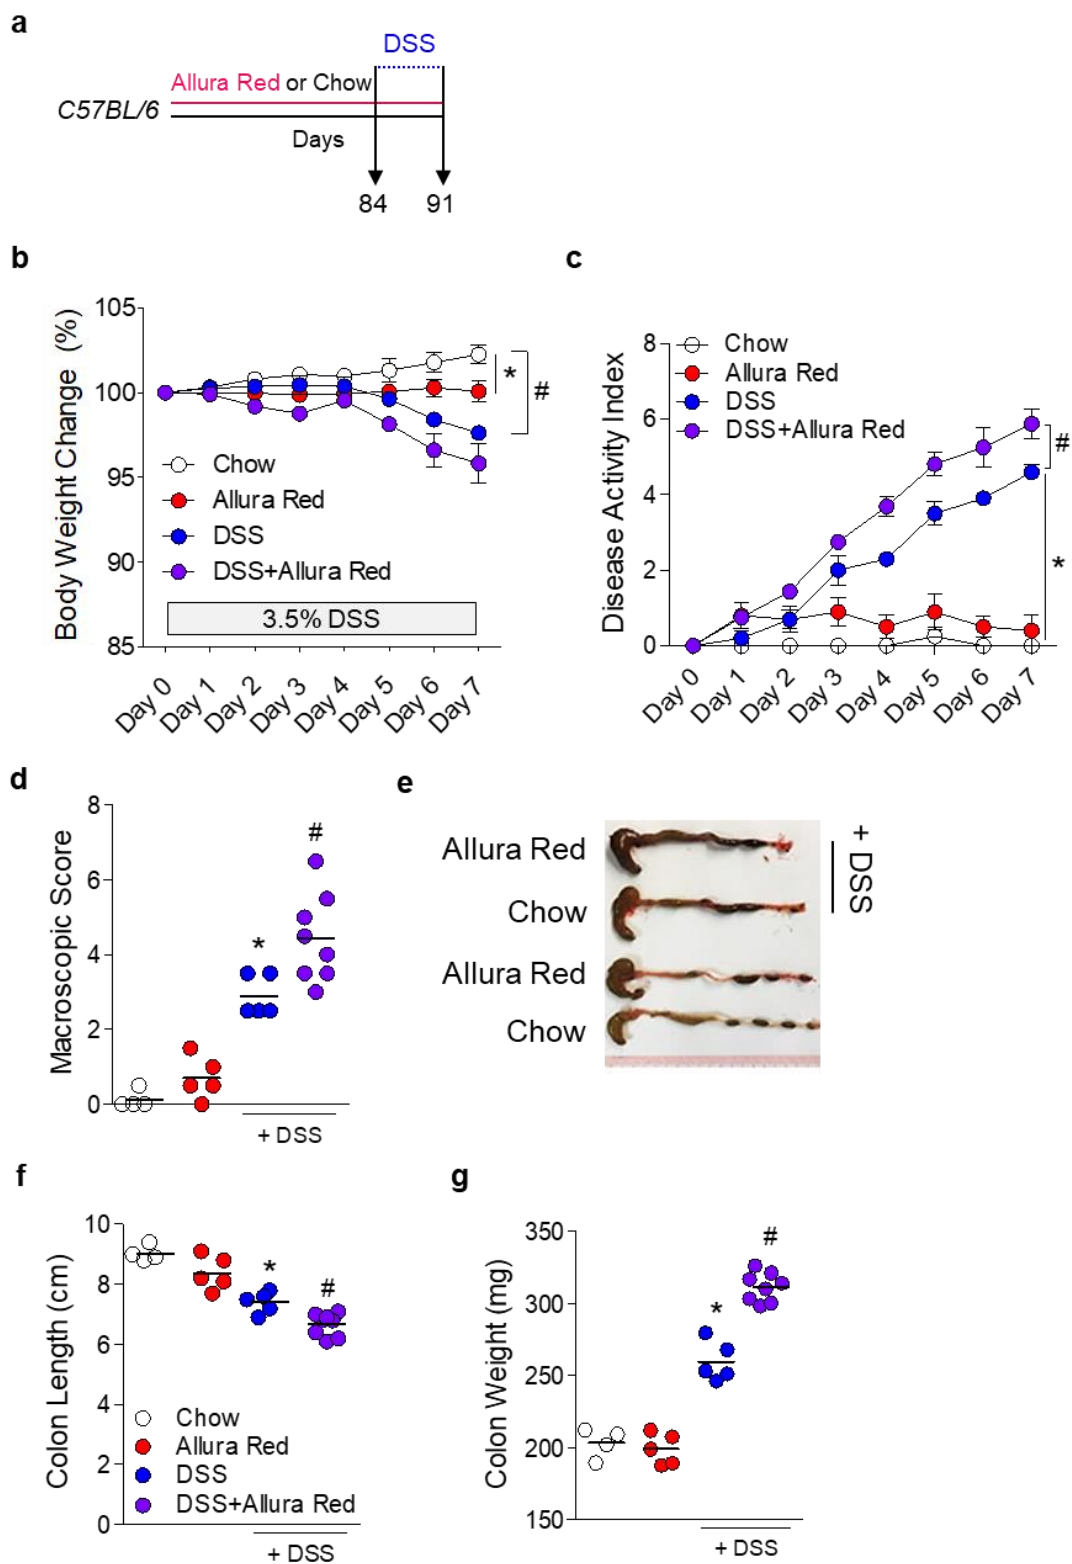 a
DSS
Allura Red or Chow
C57BL/6
Days
84 91
b
Body Weight Change (%)
105
100
95
90
85
* #
Chow
Allura Red
DSS
DSS+Allura Red
3.5% DSS
Day 0 Day 1 Day 2 Day 3 Day 4 Day 5 Day 6 Day 7
c
Disease Activity Index
8
6
4
2
0
Chow
Allura Red
DSS
DSS+Allura Red
#
*
Day 0 Day 1 Day 2 Day 3 Day 4 Day 5 Day 6 Day 7
d
Macroscopic Score
8
6
4
2
0
*
#
+ DSS
e
Allura Red
Chow
Allura Red
Chow
+ DSS
f
Colon Length (cm)
10
8
6
4
2
0
*
#
Chow
Allura Red
DSS
DSS+Allura Red
+ DSS
g
Colon Weight (mg)
350
300
250
200
150
*
#
+ DSS